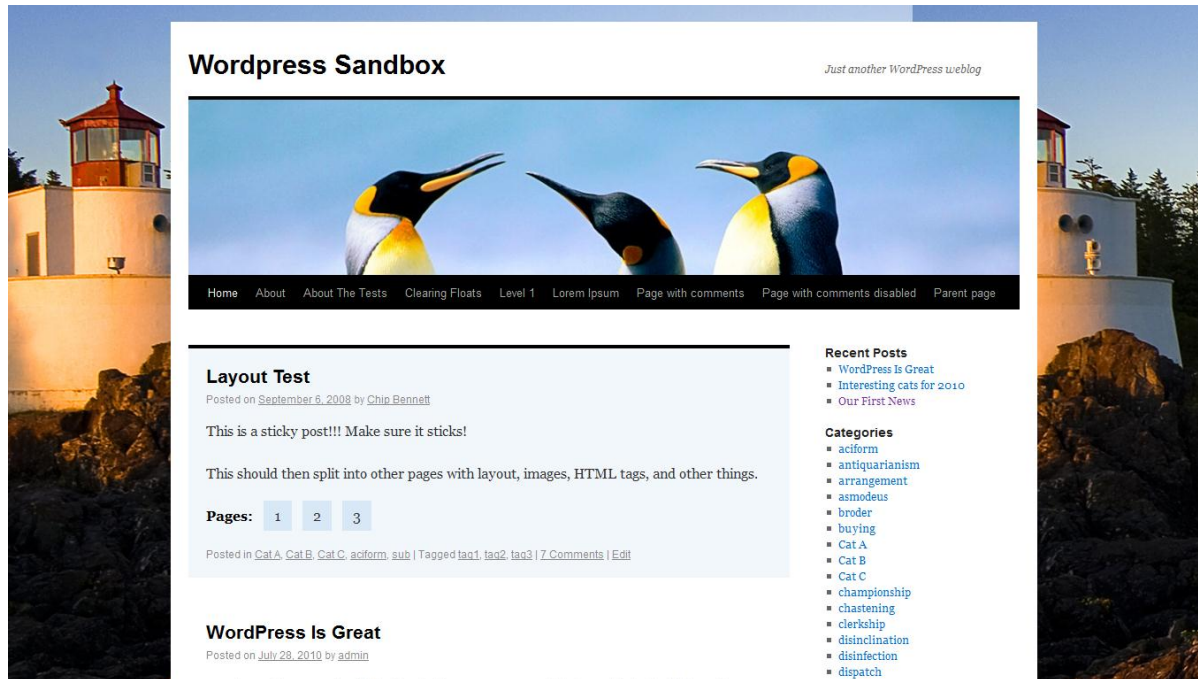 Wordpress Sandbox
Just another WordPress weblog
Home About About The Tests Clearing Floats Level 1 Lorem Ipsum Page with comments Page with comments disabled Parent page
Layout Test
Posted on September 6, 2008 by Chip Bennett
This is a sticky post!!! Make sure it sticks!
This should then split into other pages with layout, images, HTML tags, and other things.
Pages: 1 2 3
Posted in Cat A, Cat B, Cat C, aciform, sub | Tagged tag1, tag2, tag3 | 7 Comments | Edit
WordPress Is Great
Posted on July 28, 2010 by admin
Recent Posts
WordPress Is Great
Interesting cats for 2010
Our First News
Categories
aciform
antiquarianism
arrangement
asmodeus
broder
buying
Cat A
Cat B
Cat C
championship
chastening
clerkship
disinclination
disinfection
dispatch